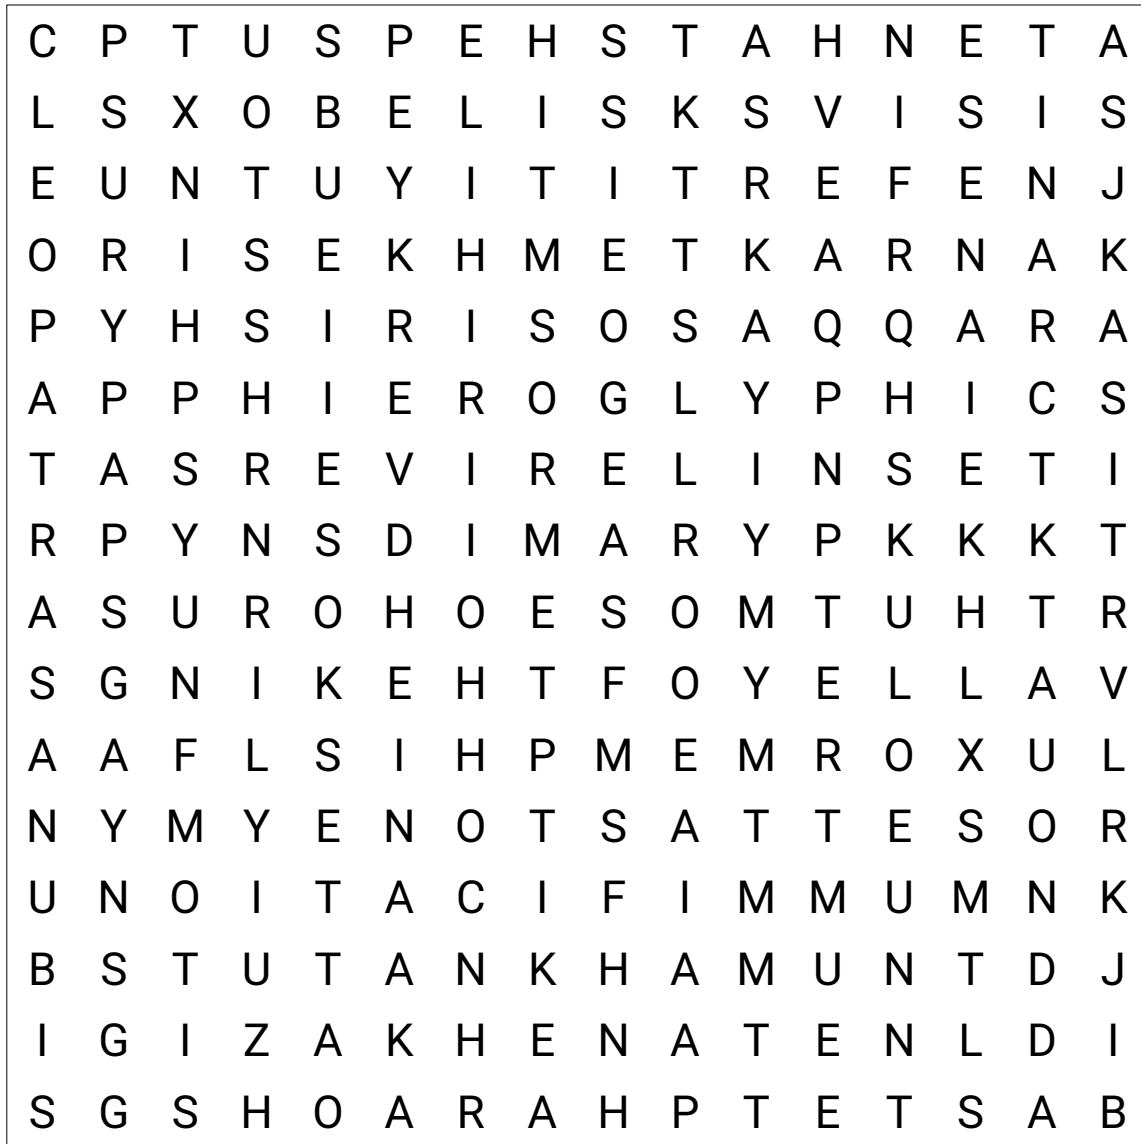 C P T U S P E H S T A H N E T A
L S X O B E L I S K S V I S I S
E U N T U Y I T I T R E F E N J
O R I S E K H M E T K A R N A K
P Y H S I R I S O S A Q Q A R A
A P P H I E R O G L Y P H I C S
T A S R E V I R E L I N S E T I
R P Y N S D I M A R Y P K K K T
A S U R O H O E S O M T U H T R
S G N I K E H T F O Y E L L A V
A A F L S I H P M E M R O X U L
N Y M Y E N O T S A T T E S O R
U N O I T A C I F I M M U M N K
B S T U T A N K H A M U N T D J
I G I Z A K H E N A T E N L D I
S G S H O A R A H P T E T S A B